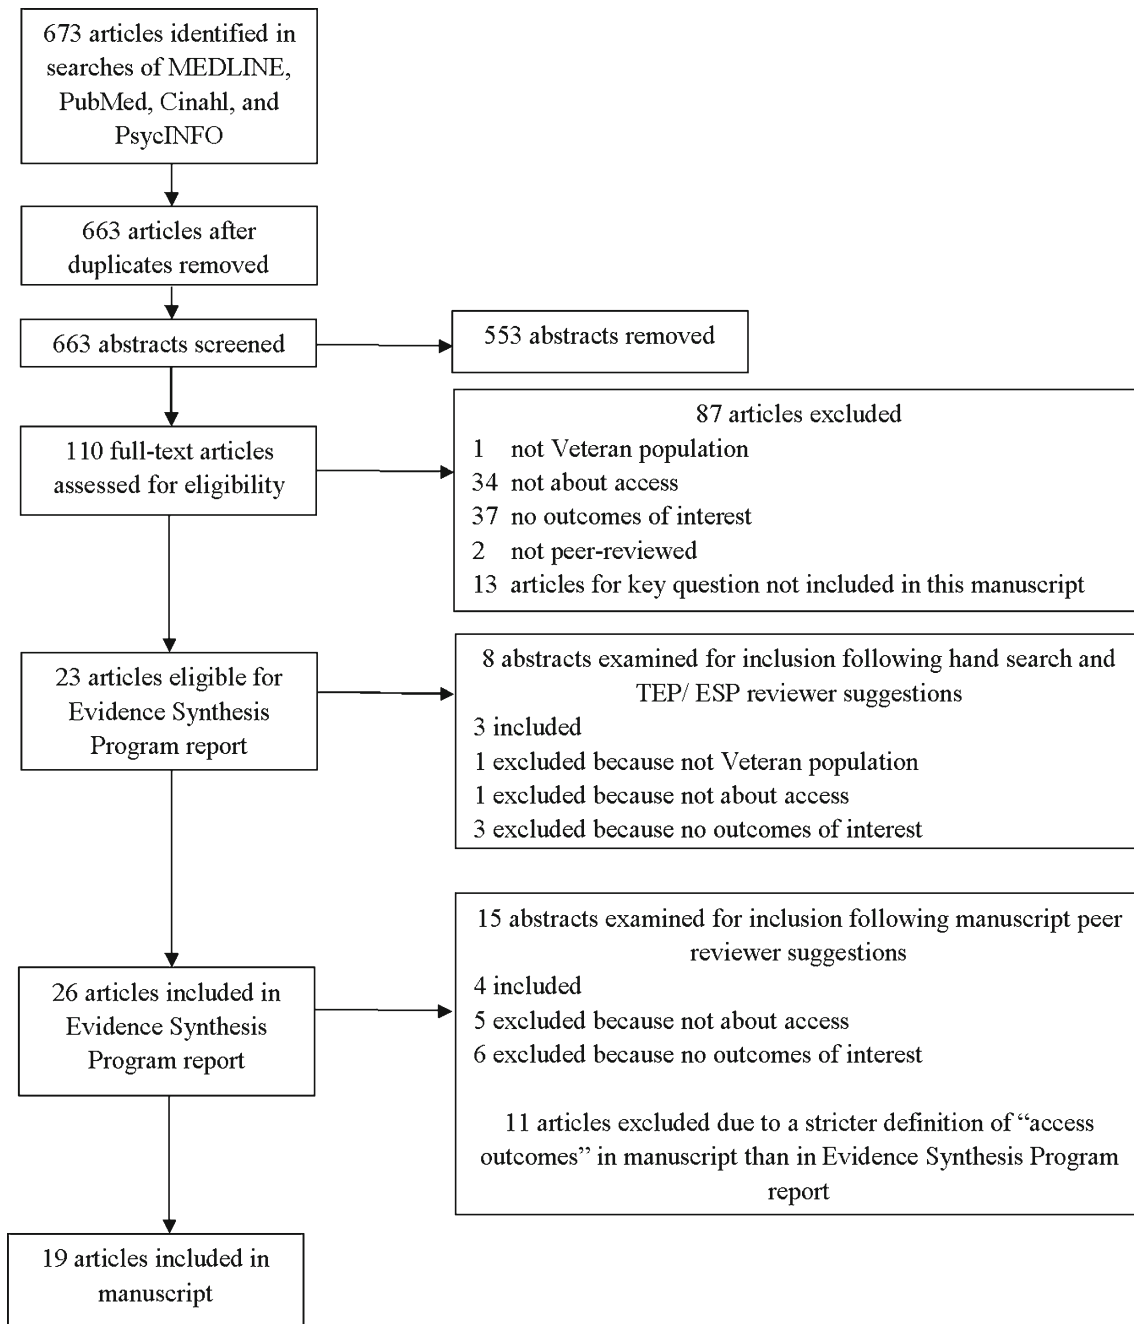 673 articles identified in
searches of MEDLINE,
PubMed, Cinahl, and
PsycINFO
663 articles after
duplicates removed
663 abstracts screened
553 abstracts removed
110 full-text articles
assessed for eligibility
87 articles excluded
1 not Veteran population
34 not about access
37 no outcomes of interest
2 not peer-reviewed
13 articles for key question not included in this manuscript
23 articles eligible for
Evidence Synthesis
Program report
8 abstracts examined for inclusion following hand search and
TEP/ ESP reviewer suggestions
3 included
1 excluded because not Veteran population
1 excluded because not about access
3 excluded because no outcomes of interest
26 articles included in
Evidence Synthesis
Program report
15 abstracts examined for inclusion following manuscript peer
reviewer suggestions
4 included
5 excluded because not about access
6 excluded because no outcomes of interest
11 articles excluded due to a stricter definition of “access
outcomes” in manuscript than in Evidence Synthesis Program
report
19 articles included in
manuscript